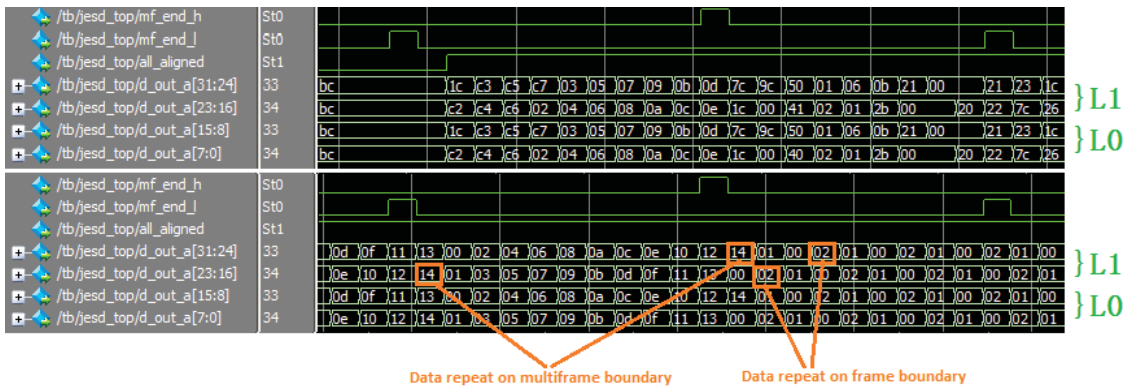 /tb/jesd_top/mf_end_h St0
/tb/jesd_top/mf_end_l St0
/tb/jesd_top/all_aligned St1
/tb/jesd_top/d_out_a[31:24] 33 bc 1c c3 c5 c7 03 05 07 09 0b 0d 7c 9c 50 01 06 0b 21 00 21 23 1c
/tb/jesd_top/d_out_a[23:16] 34 bc c2 c4 c6 02 04 06 08 0a 0c 0e 1c 00 41 02 01 2b 00 20 22 7c 26
} L1
/tb/jesd_top/d_out_a[15:8] 33 bc 1c c3 c5 c7 03 05 07 09 0b 0d 7c 9c 50 01 06 0b 21 00 21 23 1c
/tb/jesd_top/d_out_a[7:0] 34 bc c2 c4 c6 02 04 06 08 0a 0c 0e 1c 00 40 02 01 2b 00 20 22 7c 26
} L0
/tb/jesd_top/mf_end_h St0
/tb/jesd_top/mf_end_l St0
/tb/jesd_top/all_aligned St1
/tb/jesd_top/d_out_a[31:24] 33 0d 0f 11 13 00 02 04 06 08 0a 0c 0e 10 12 14 01 00 02 01 00 02 01 00 02 01 00
/tb/jesd_top/d_out_a[23:16] 34 0e 10 12 14 01 03 05 07 09 0b 0d 0f 11 13 00 02 01 00 02 01 00 02 01 00 02 01
} L1
/tb/jesd_top/d_out_a[15:8] 33 0d 0f 11 13 00 02 04 06 08 0a 0c 0e 10 12 14 01 00 02 01 00 02 01 00 02 01 00
/tb/jesd_top/d_out_a[7:0] 34 0e 10 12 14 01 03 05 07 09 0b 0d 0f 11 13 00 02 01 00 02 01 00 02 01 00 02 01
} L0
Data repeat on multiframe boundary
Data repeat on frame boundary